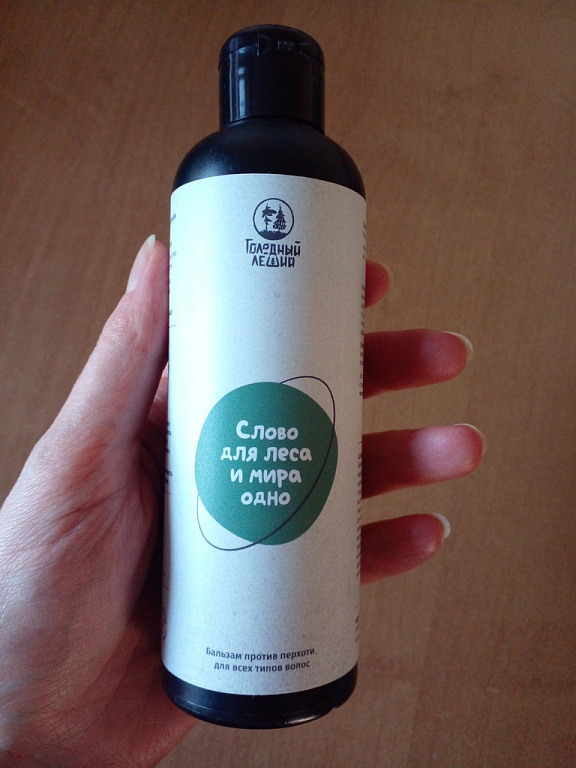 Голодный
леший
Слово
для леса
и мира
одно
Бальзам против перхоти
для всех типов волос